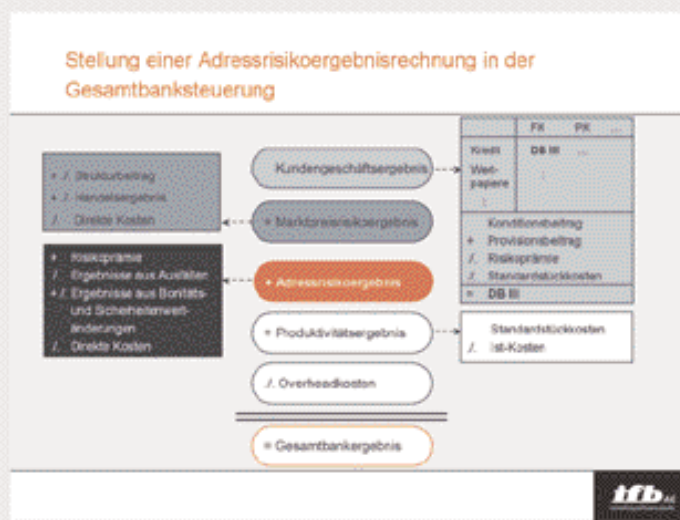 Stellung einer Adressrisikoergebnisrechnung in der
Gesamtbanksteuerung
+ ./. Strukturbeitrag
+ ./. Handelsergebnis
./. Direkte Kosten
+ Risikoprämie
./. Ergebnisse aus Ausfällen
+ ./. Ergebnisse aus Bonitäts-
und Sicherheitenwert-
änderungen
./. Direkte Kosten
Kundengeschäftsergebnis
+ Marktpreisrisikoergebnis
+ Adressrisikoergebnis
+ Produktivitätsergebnis
./. Overheadkosten
= Gesamtbankergebnis
FK PK ...
Kredit DB III ...
Wert-
papiere :
:
Konditionsbeitrag
+ Provisionsbeitrag
./. Risikoprämie
./. Standardstückkosten
= DB III
Standardstückkosten
./. Ist-Kosten
ifb AG